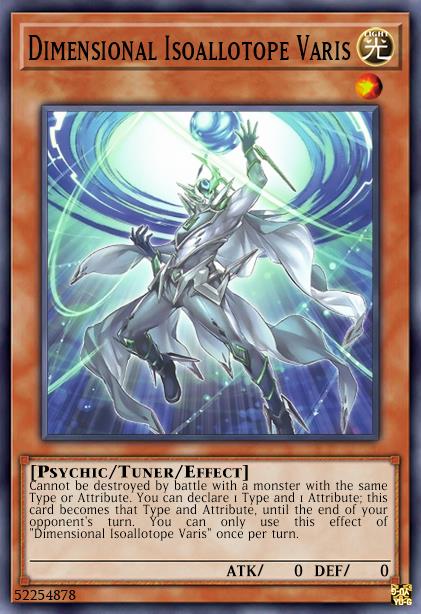 Dimensional Isoallotope Varis
LIGHT
光
[Psychic/Tuner/Effect]
Cannot be destroyed by battle with a monster with the same
Type or Attribute. You can declare 1 Type and 1 Attribute; this
card becomes that Type and Attribute, until the end of your
opponent's turn. You can only use this effect of
"Dimensional Isoallotope Varis" once per turn.
ATK/ 0 DEF/ 0
52254878